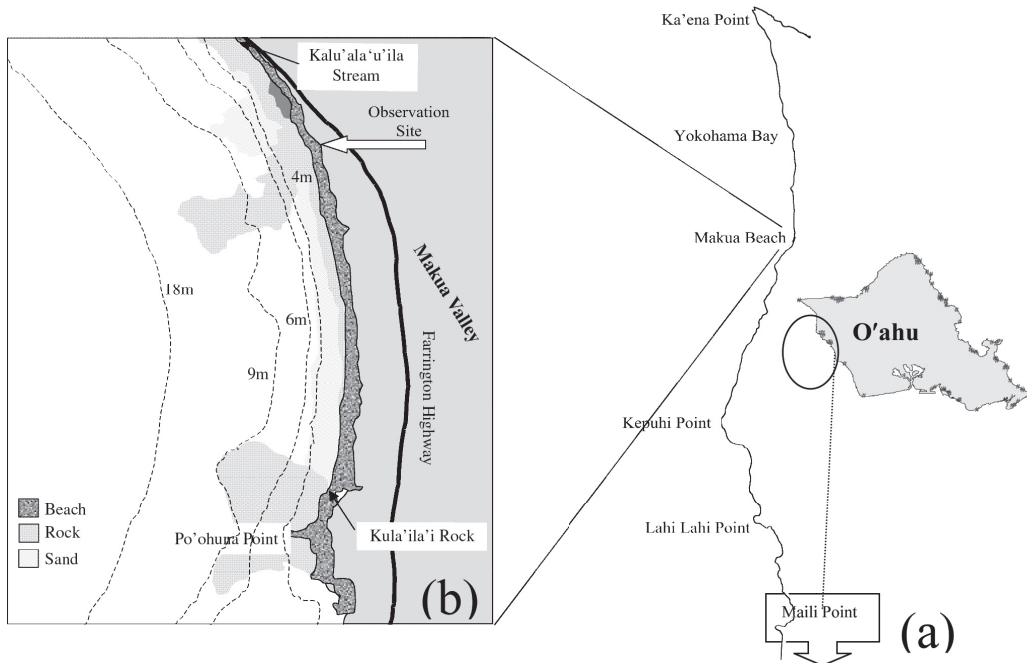 Kalu'ala‘u'ila
Stream
Observation
Site
4m
18m
6m
9m
Makua Valley
Farrington Highway
Beach
Rock
Sand
Po'ohuna Point
Kula'ila'i Rock
(b)
Ka'ena Point
Yokohama Bay
Makua Beach
O'ahu
Kepuhi Point
Lahi Lahi Point
Maili Point
(a)